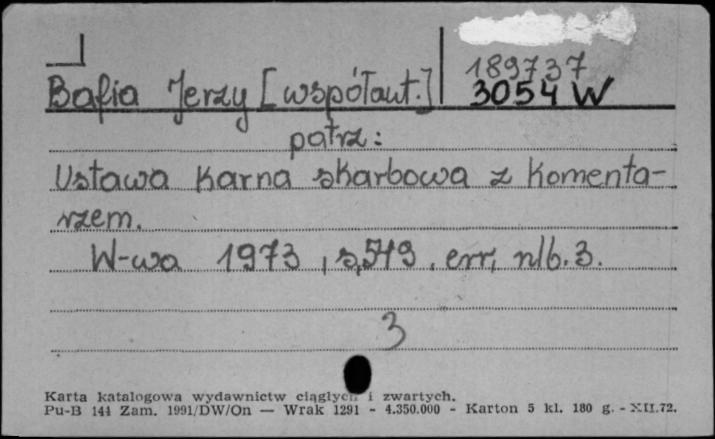 189737
Bafia Jerzy [współaut.] 3054 W
patrz:
Ustawa Karna skarbowa z Komenta-
rzem.
W-wa 1973, s. 519, err, nlb. 3.
3
Karta katalogowa wydawnictw ciągłych i zwartych.
Pu-B 144 Zam. 1991/DW/On — Wrak 1291 - 4.350.000 - Karton 5 kl. 180 g. - XII.72.